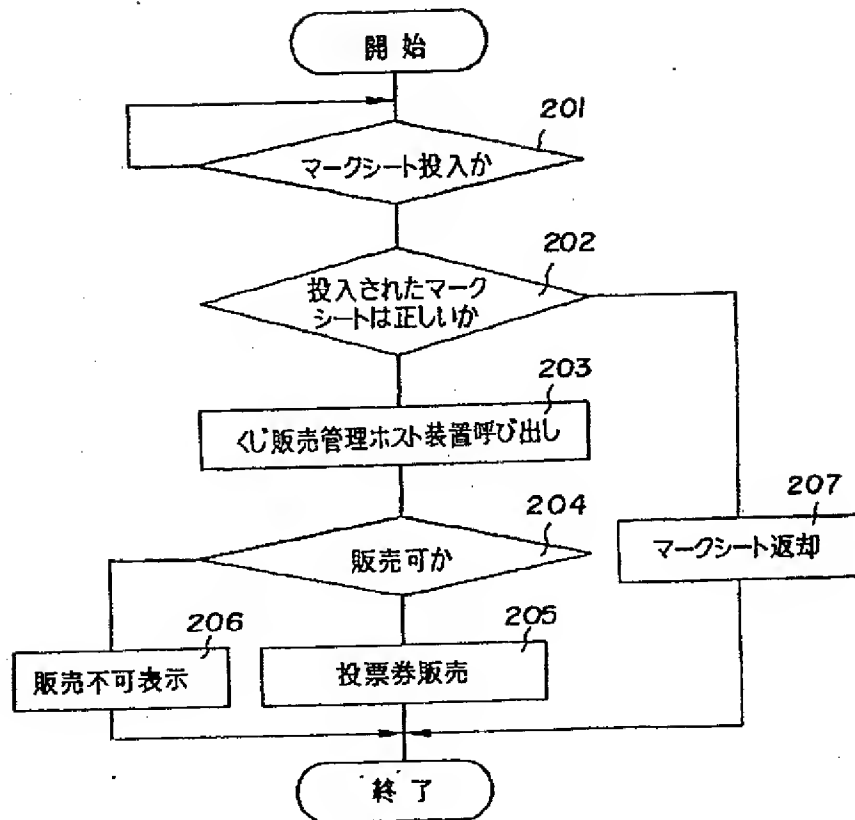 開始
201
マークシート投入か
202
投入されたマーク
シートは正しいか
203
くじ販売管理ホスト装置呼び出し
204
販売可か
207
マークシート返却
206
販売不可表示
205
投票券販売
終了